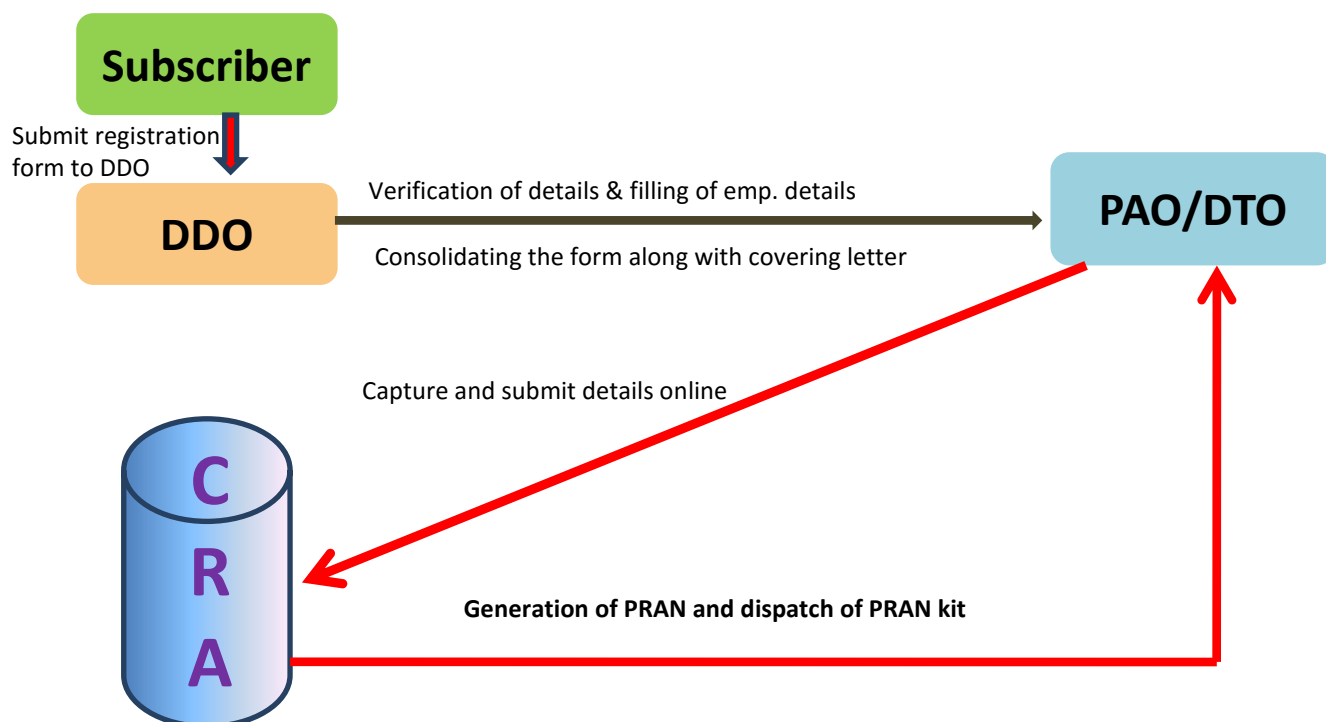 Subscriber
Submit registration
form to DDO
DDO
Verification of details & filling of emp. details
Consolidating the form along with covering letter
PAO/DTO
Capture and submit details online
C
R
A
Generation of PRAN and dispatch of PRAN kit